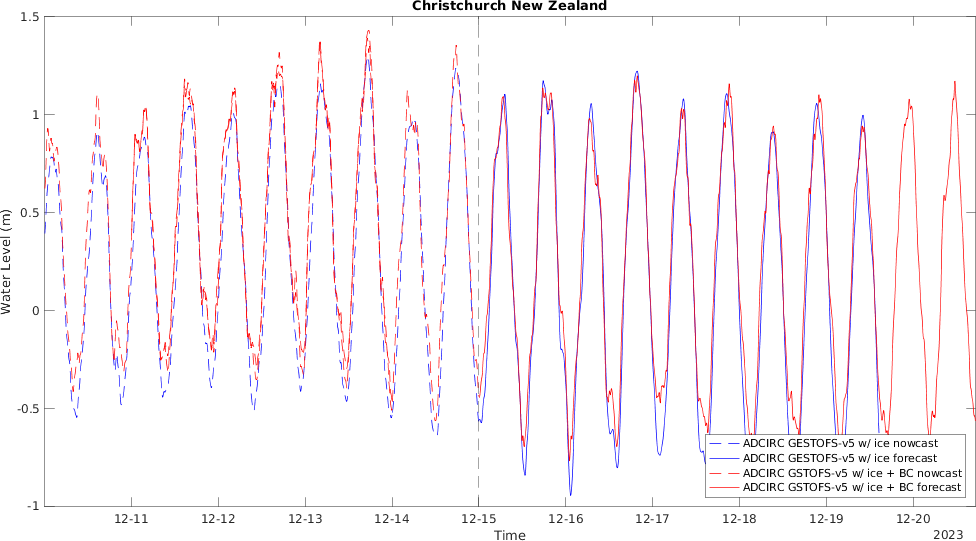 Christchurch New Zealand
1.5
1
0.5
0
-0.5
-1
Water Level (m)
ADCIRC GESTOFS-v5 w/ ice nowcast
ADCIRC GESTOFS-v5 w/ ice forecast
ADCIRC GSTOFS-v5 w/ ice + BC nowcast
ADCIRC GSTOFS-v5 w/ ice + BC forecast
12-11 12-12 12-13 12-14 12-15 12-16 12-17 12-18 12-19 12-20
Time
2023